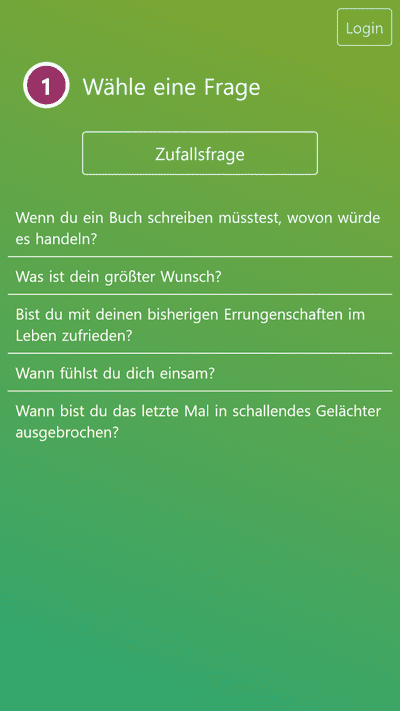 Login
1 Wähle eine Frage
Zufallsfrage
Wenn du ein Buch schreiben müsstest, wovon würde
es handeln?
Was ist dein größter Wunsch?
Bist du mit deinen bisherigen Errungenschaften im
Leben zufrieden?
Wann fühlst du dich einsam?
Wann bist du das letzte Mal in schallendes Gelächter
ausgebrochen?